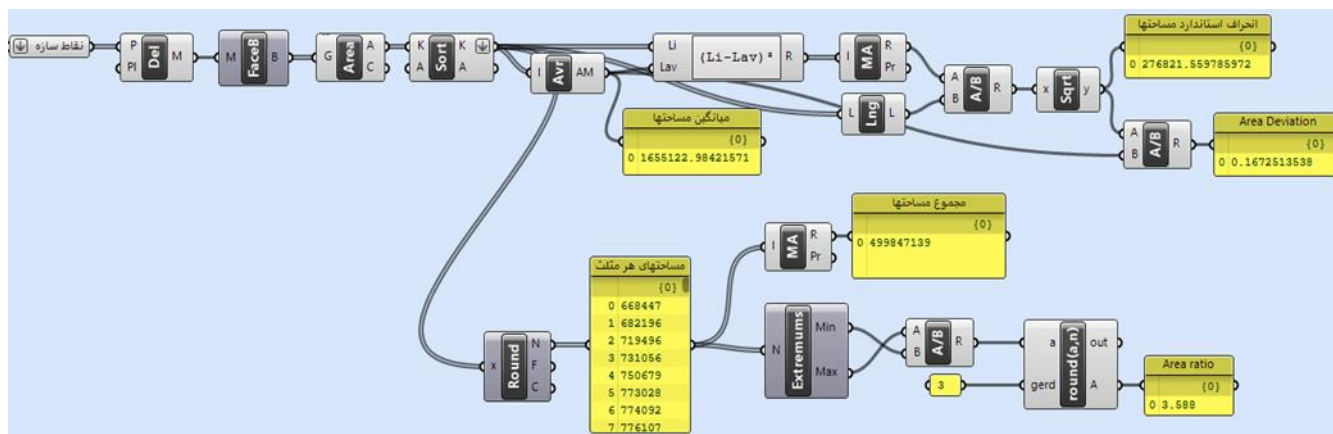 نقاط سازه
P
Pl
Del
M
M
FaceB
B
G
Area
A
C
K
A
Sort
K
A
I
Avr
AM
Li
Lav
(Li-Lav)²
R
I
MA
R
Pr
L
Lng
L
A
B
A/B
R
x
Sqrt
y
انحراف استاندارد مساحتها
{0}
0 276821.559785972
A
B
A/B
R
Area Deviation
{0}
0 0.1672513538
میانگین مساحتها
{0}
0 1655122.98421571
x
Round
N
F
C
مساحتهای هر مثلث
{0}
0 668447
1 682196
2 719496
3 731056
4 750679
5 773028
6 774092
7 776107
I
MA
R
Pr
مجموع مساحتها
{0}
0 499847139
N
Extremums
Min
Max
A
B
A/B
R
3
a
gerd
round(a,n)
out
A
Area ratio
{0}
0 3.588